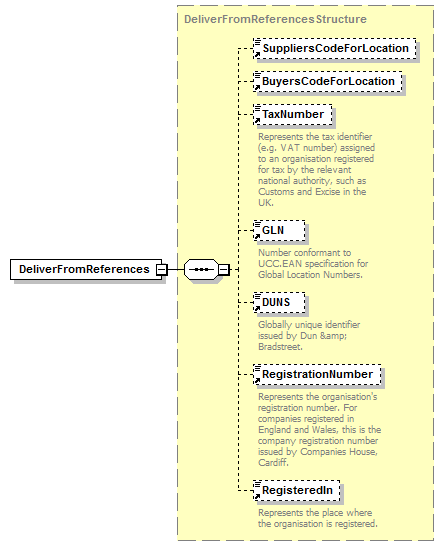 DeliverFromReferencesStructure
SuppliersCodeForLocation
BuyersCodeForLocation
TaxNumber
Represents the tax identifier
(e.g. VAT number) assigned
to an organisation registered
for tax by the relevant
national authority, such as
Customs and Excise in the
UK.
GLN
Number conformant to
UCC.EAN specification for
Global Location Numbers.
DeliverFromReferences
DUNS
Globally unique identifier
issued by Dun &amp;
Bradstreet.
RegistrationNumber
Represents the organisation's
registration number. For
companies registered in
England and Wales, this is the
company registration number
issued by Companies House,
Cardiff.
RegisteredIn
Represents the place where
the organisation is registered.